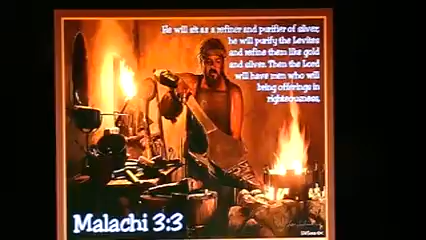 He will sit as a refiner and purifier of silver;
he will purify the Levites
and refine them like gold
and silver. Then the Lord
will have men who will
bring offerings in
righteousness,
Malachi 3:3